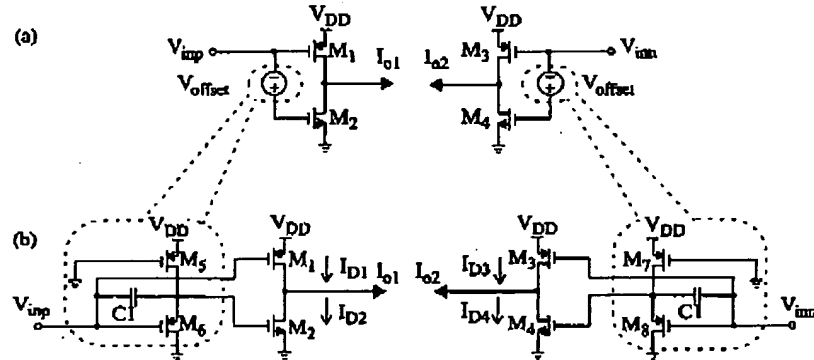 (a)
V_DD V_DD
V_inp M_1 I_o1 I_o2 M_3 V_inn
V_offset V_offset
M_2 M_4
(b)
V_DD V_DD V_DD V_DD
M_5 M_1 I_D1 I_o1 I_o2 I_D3 M_3 M_7
V_inp C1 M_6 M_2 I_D2 I_D4 M_4 M_8 C1 V_inn